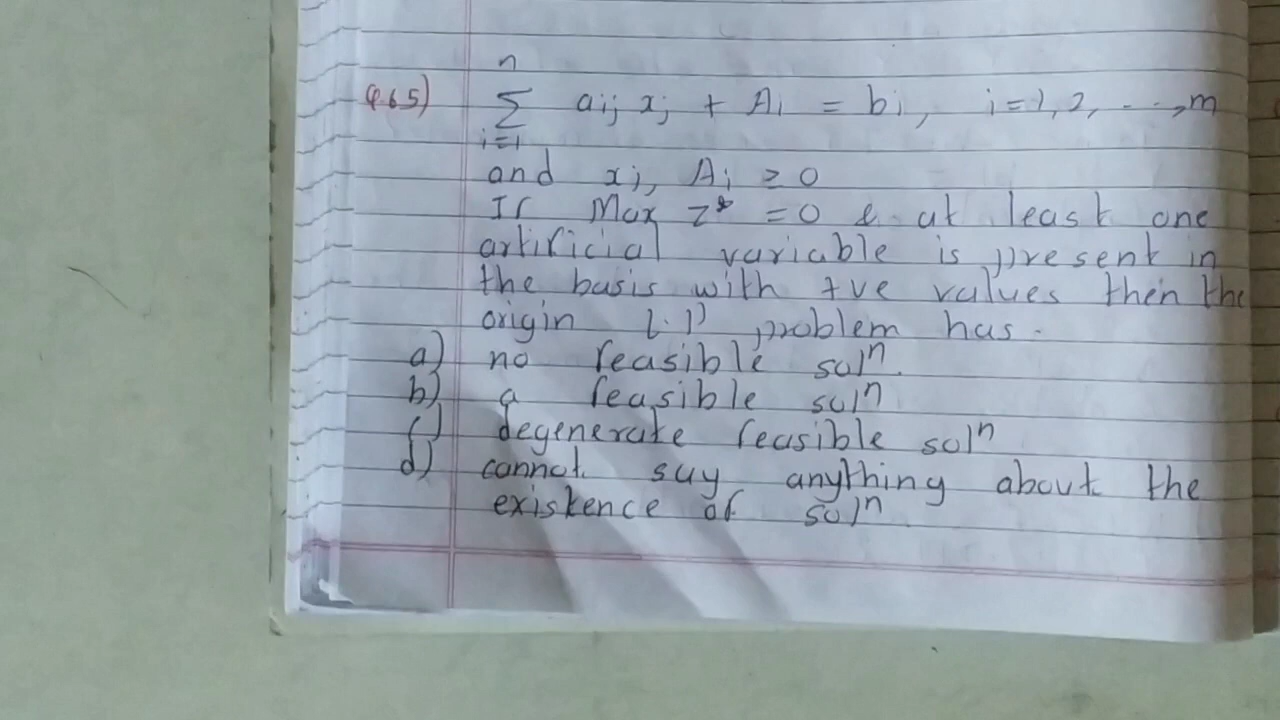 Q65) n
Σ aij xj + Ai = bi, i=1,2, ---,m
i=1
and xj, Ai ≥ 0
If Max z* = 0 & at least one
artificial variable is present in
the basis with +ve values then the
origin L.P problem has.
a) no feasible solⁿ.
b) a feasible solⁿ
c) degenerate feasible solⁿ
d) cannot say anything about the
existence of solⁿ